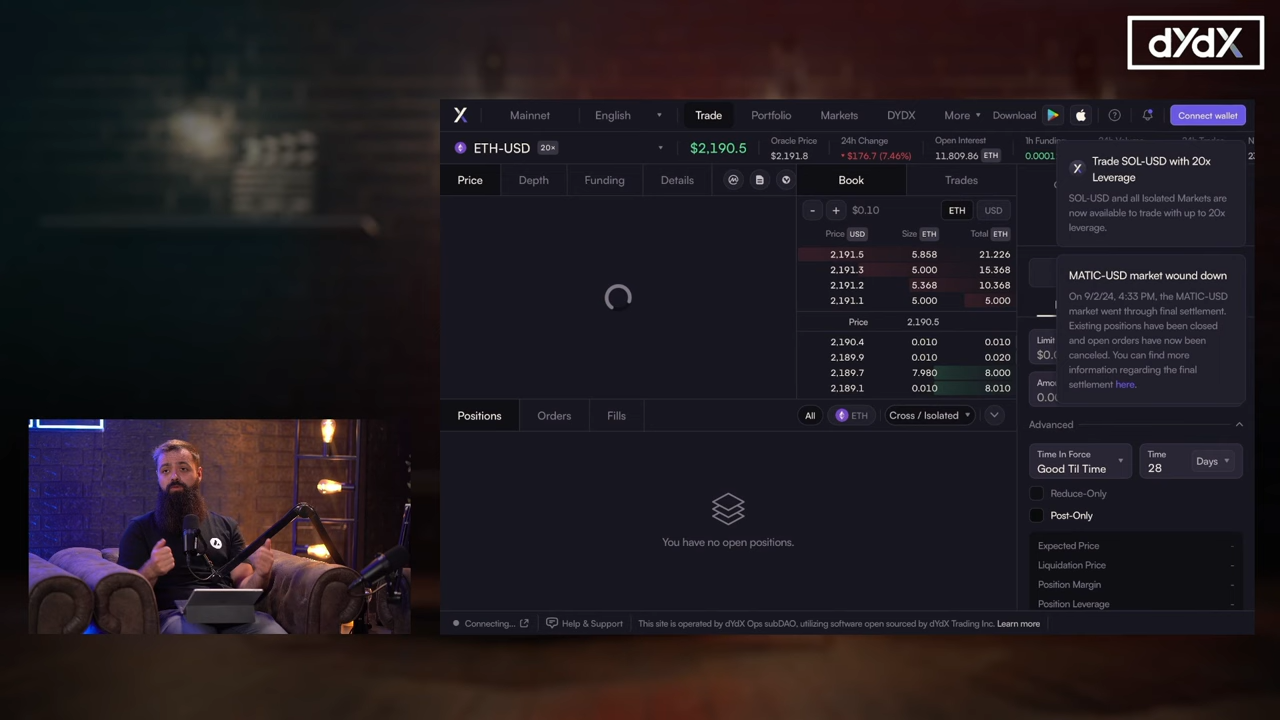 dYdX
Mainnet
English
Trade
Portfolio
Markets
DYDX
More
Download
Connect wallet
ETH-USD
20×
$2,190.5
Oracle Price
$2,191.8
24h Change
$176.7 (7.46%)
Open Interest
11,809.86 ETH
1h Funding
0.0001
Price
Depth
Funding
Details
Book
Trades
- + $0.10
ETH
USD
Price USD
Size ETH
Total ETH
2,191.5 5.858 21.226
2,191.3 5.000 15.368
2,191.2 5.368 10.368
2,191.1 5.000 5.000
Price 2,190.5
2,190.4 0.010 0.010
2,189.9 0.010 0.020
2,189.7 7.980 8.000
2,189.1 0.010 8.010
Trade SOL-USD with 20x
Leverage
SOL-USD and all Isolated Markets are
now available to trade with up to 20x
leverage.
MATIC-USD market wound down
On 9/2/24, 4:33 PM, the MATIC-USD
market went through final settlement.
Existing positions have been closed
and open orders have now been
canceled. You can find more
information regarding the final
settlement here.
Limit
$0.
Amou
0.00
Positions
Orders
Fills
All
ETH
Cross / Isolated
You have no open positions.
Advanced
Time In Force
Good Til Time
Time
28
Days
Reduce-Only
Post-Only
Expected Price -
Liquidation Price -
Position Margin -
Position Leverage -
Connecting...
Help & Support
This site is operated by dYdX Ops subDAO, utilizing software open sourced by dYdX Trading Inc. Learn more